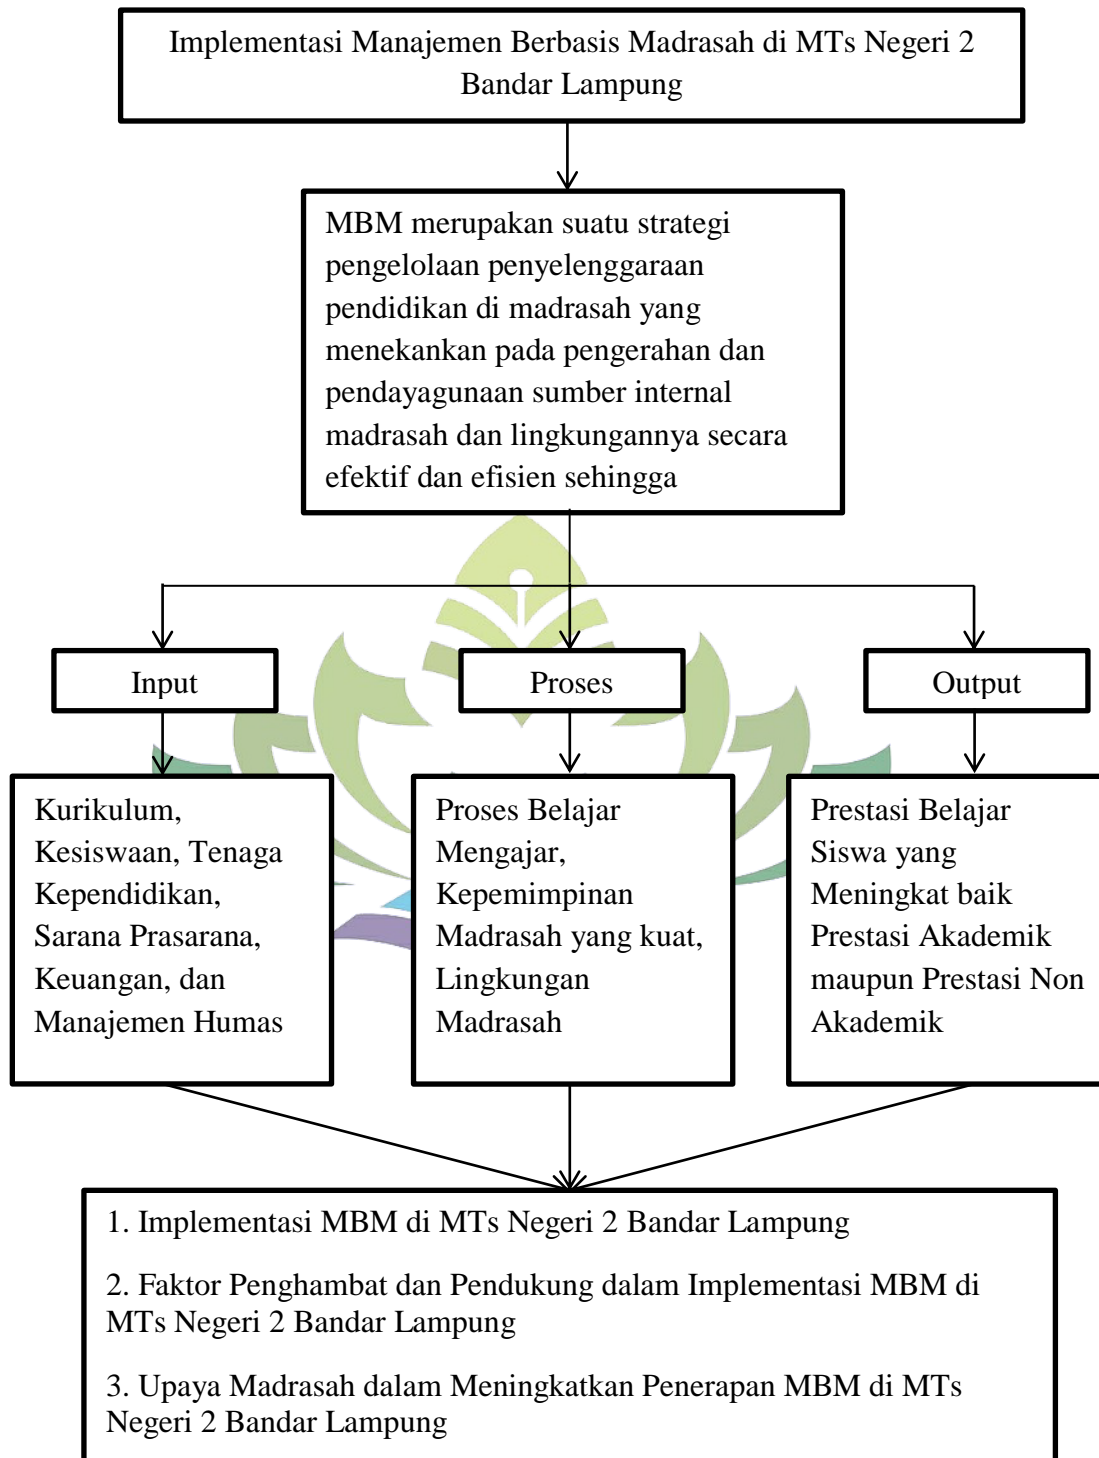 Implementasi Manajemen Berbasis Madrasah di MTs Negeri 2
Bandar Lampung
MBM merupakan suatu strategi
pengelolaan penyelenggaraan
pendidikan di madrasah yang
menekankan pada pengerahan dan
pendayagunaan sumber internal
madrasah dan lingkungannya secara
efektif dan efisien sehingga
Input
Proses
Output
Kurikulum,
Kesiswaan, Tenaga
Kependidikan,
Sarana Prasarana,
Keuangan, dan
Manajemen Humas
Proses Belajar
Mengajar,
Kepemimpinan
Madrasah yang kuat,
Lingkungan
Madrasah
Prestasi Belajar
Siswa yang
Meningkat baik
Prestasi Akademik
maupun Prestasi Non
Akademik
1. Implementasi MBM di MTs Negeri 2 Bandar Lampung
2. Faktor Penghambat dan Pendukung dalam Implementasi MBM di
MTs Negeri 2 Bandar Lampung
3. Upaya Madrasah dalam Meningkatkan Penerapan MBM di MTs
Negeri 2 Bandar Lampung